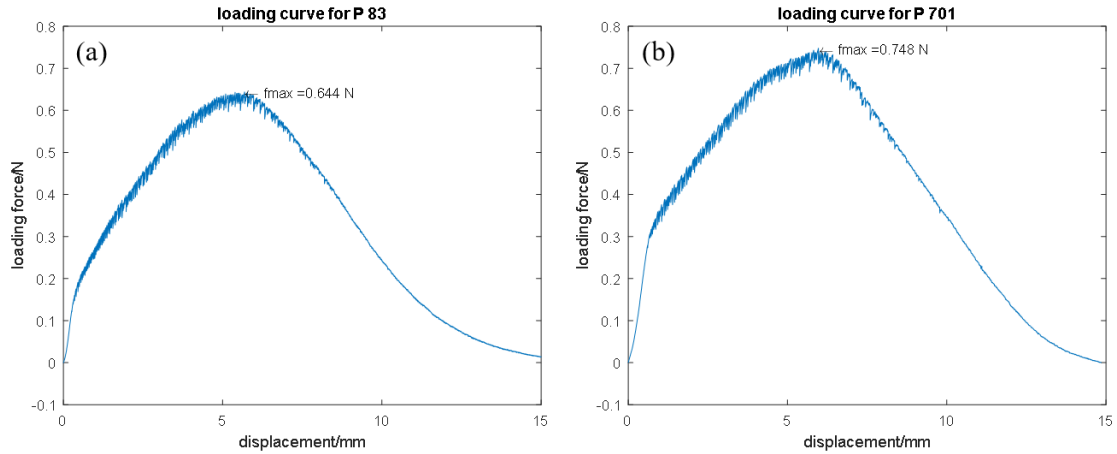 loading curve for P 83
(a)
fmax =0.644 N
0.8
0.7
0.6
0.5
0.4
0.3
0.2
0.1
0
-0.1
loading force/N
0 5 10 15
displacement/mm
loading curve for P 701
(b)
fmax =0.748 N
0.8
0.7
0.6
0.5
0.4
0.3
0.2
0.1
0
-0.1
loading force/N
0 5 10 15
displacement/mm